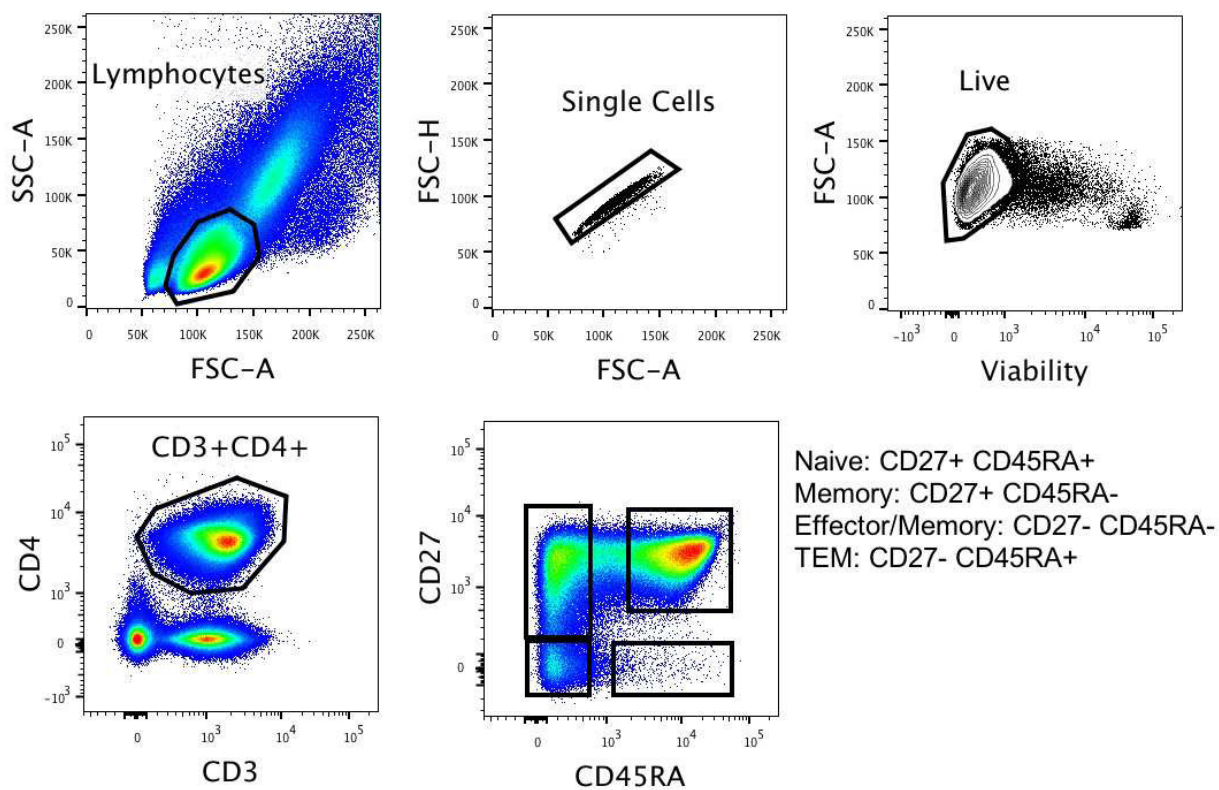 250K
200K
150K
100K
50K
0
SSC-A
Lymphocytes
0 50K 100K 150K 200K 250K
FSC-A
250K
200K
150K
100K
50K
0
FSC-H
Single Cells
0 50K 100K 150K 200K 250K
FSC-A
250K
200K
150K
100K
50K
0
FSC-A
Live
-10³ 0 10³ 10⁴ 10⁵
Viability
10⁵
10⁴
10³
0
-10³
CD4
CD3+CD4+
0 10³ 10⁴ 10⁵
CD3
10⁵
10⁴
10³
0
CD27
0 10³ 10⁴ 10⁵
CD45RA
Naive: CD27+ CD45RA+
Memory: CD27+ CD45RA-
Effector/Memory: CD27- CD45RA-
TEM: CD27- CD45RA+